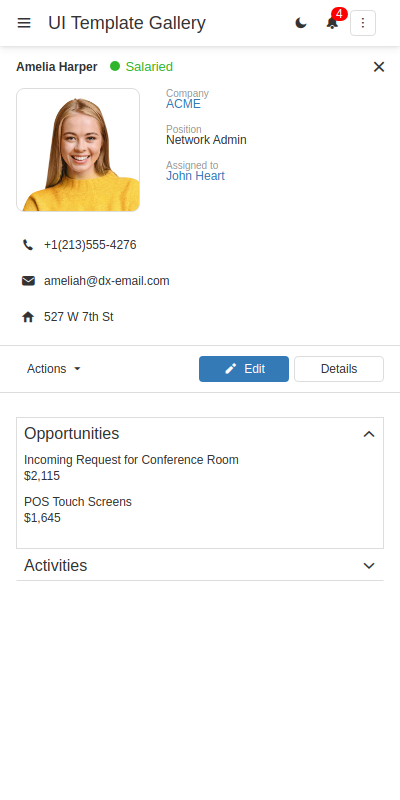 UI Template Gallery
4
Amelia Harper
Salaried
Company
ACME
Position
Network Admin
Assigned to
John Heart
+1(213)555-4276
ameliah@dx-email.com
527 W 7th St
Actions
Edit
Details
Opportunities
Incoming Request for Conference Room
$2,115
POS Touch Screens
$1,645
Activities